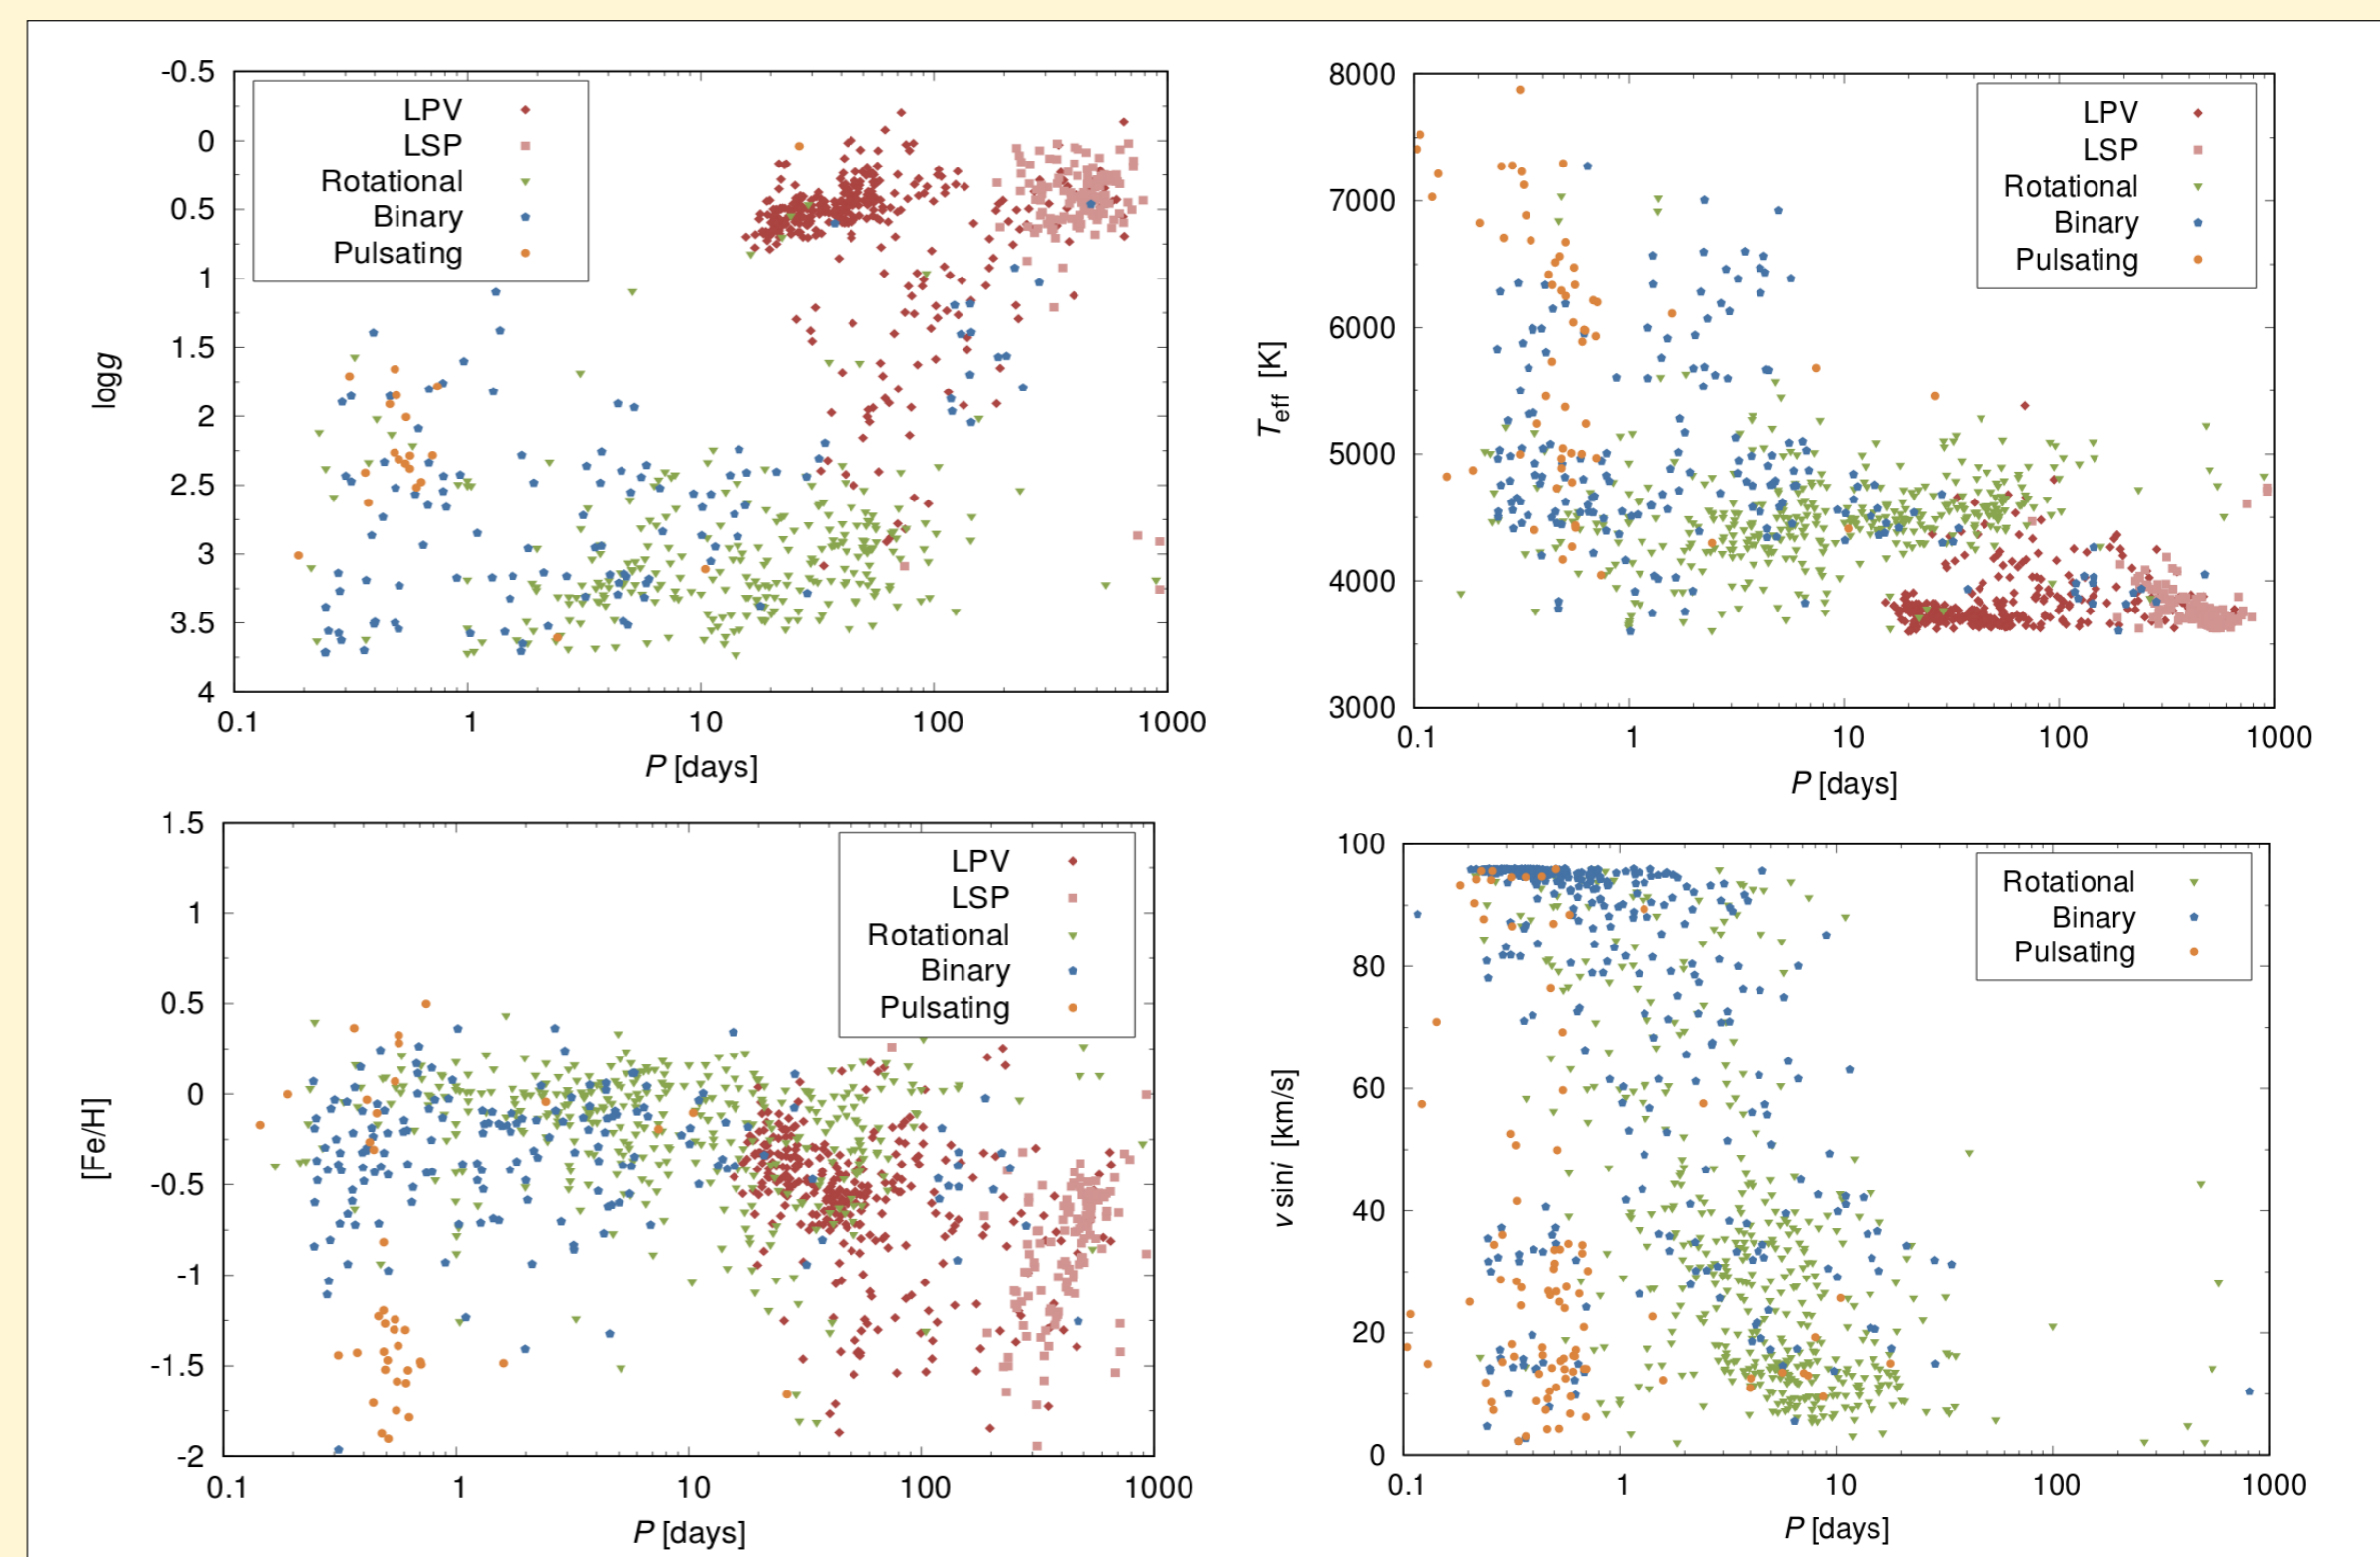 -0.5
0
0.5
1
1.5
2
2.5
3
3.5
4
logg
LPV
LSP
Rotational
Binary
Pulsating
0.1 1 10 100 1000
P [days]
8000
7000
6000
5000
4000
3000
Teff [K]
LPV
LSP
Rotational
Binary
Pulsating
0.1 1 10 100 1000
P [days]
1.5
1
0.5
0
-0.5
-1
-1.5
-2
[Fe/H]
LPV
LSP
Rotational
Binary
Pulsating
0.1 1 10 100 1000
P [days]
100
80
60
40
20
0
v sini [km/s]
Rotational
Binary
Pulsating
0.1 1 10 100 1000
P [days]